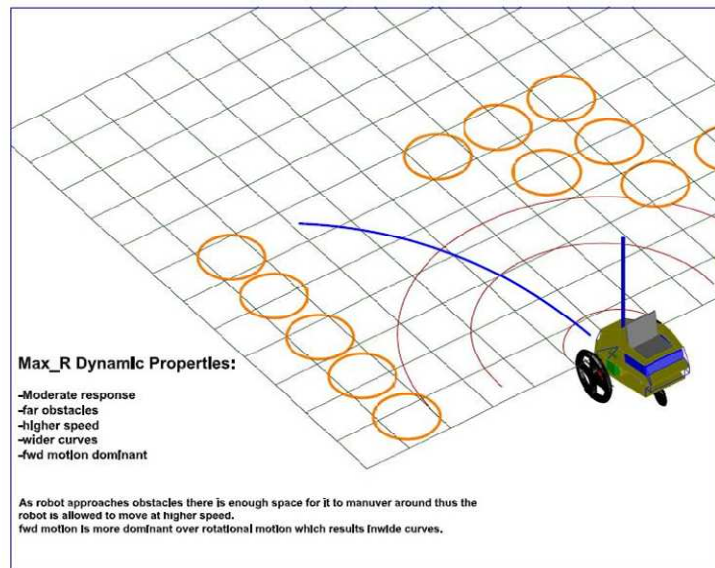 Max_R Dynamic Properties:
-Moderate response
-far obstacles
-higher speed
-wider curves
-fwd motion dominant
As robot approaches obstacles there is enough space for it to manuver around thus the
robot is allowed to move at higher speed.
fwd motion is more dominant over rotational motion which results inwide curves.